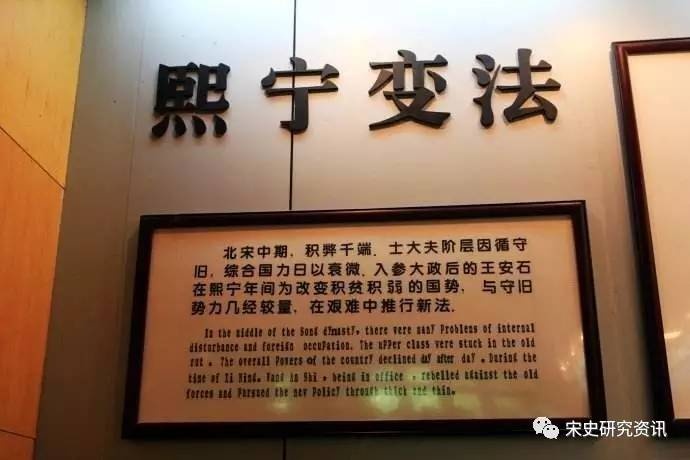 熙宁变法
北宋中期，积弊千端．士大夫阶层因循守
旧，综合国力日以衰微．入参大政后的王安石
在熙宁年间为改变积贫积弱的国势，与守旧
势力几经较量，在艰难中推行新法．
In the middle of the Song dynasty, there were many Problems of internal
disturbance and foreign occupation. The uPPer class were stuck in the old
rut . The overall Powers of the country declined day after day . During the
time of Xi Ning, Wang An Shi , being in office , rebelled against the old
forces and Pursued the new Policy through thick and thin.
宋史研究资讯